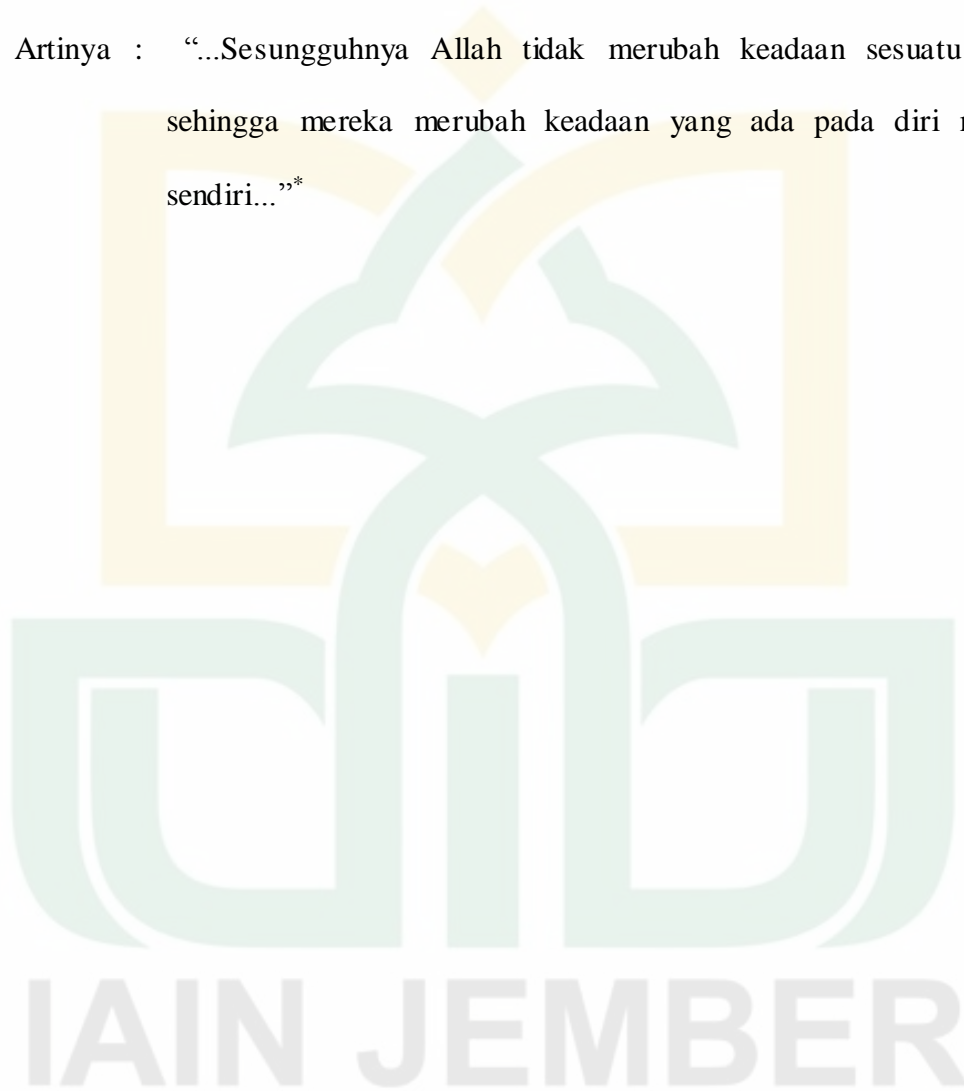 Artinya : “...Sesungguhnya Allah tidak merubah keadaan sesuatu
sehingga mereka merubah keadaan yang ada pada diri
sendiri...”*
IAIN JEMBER